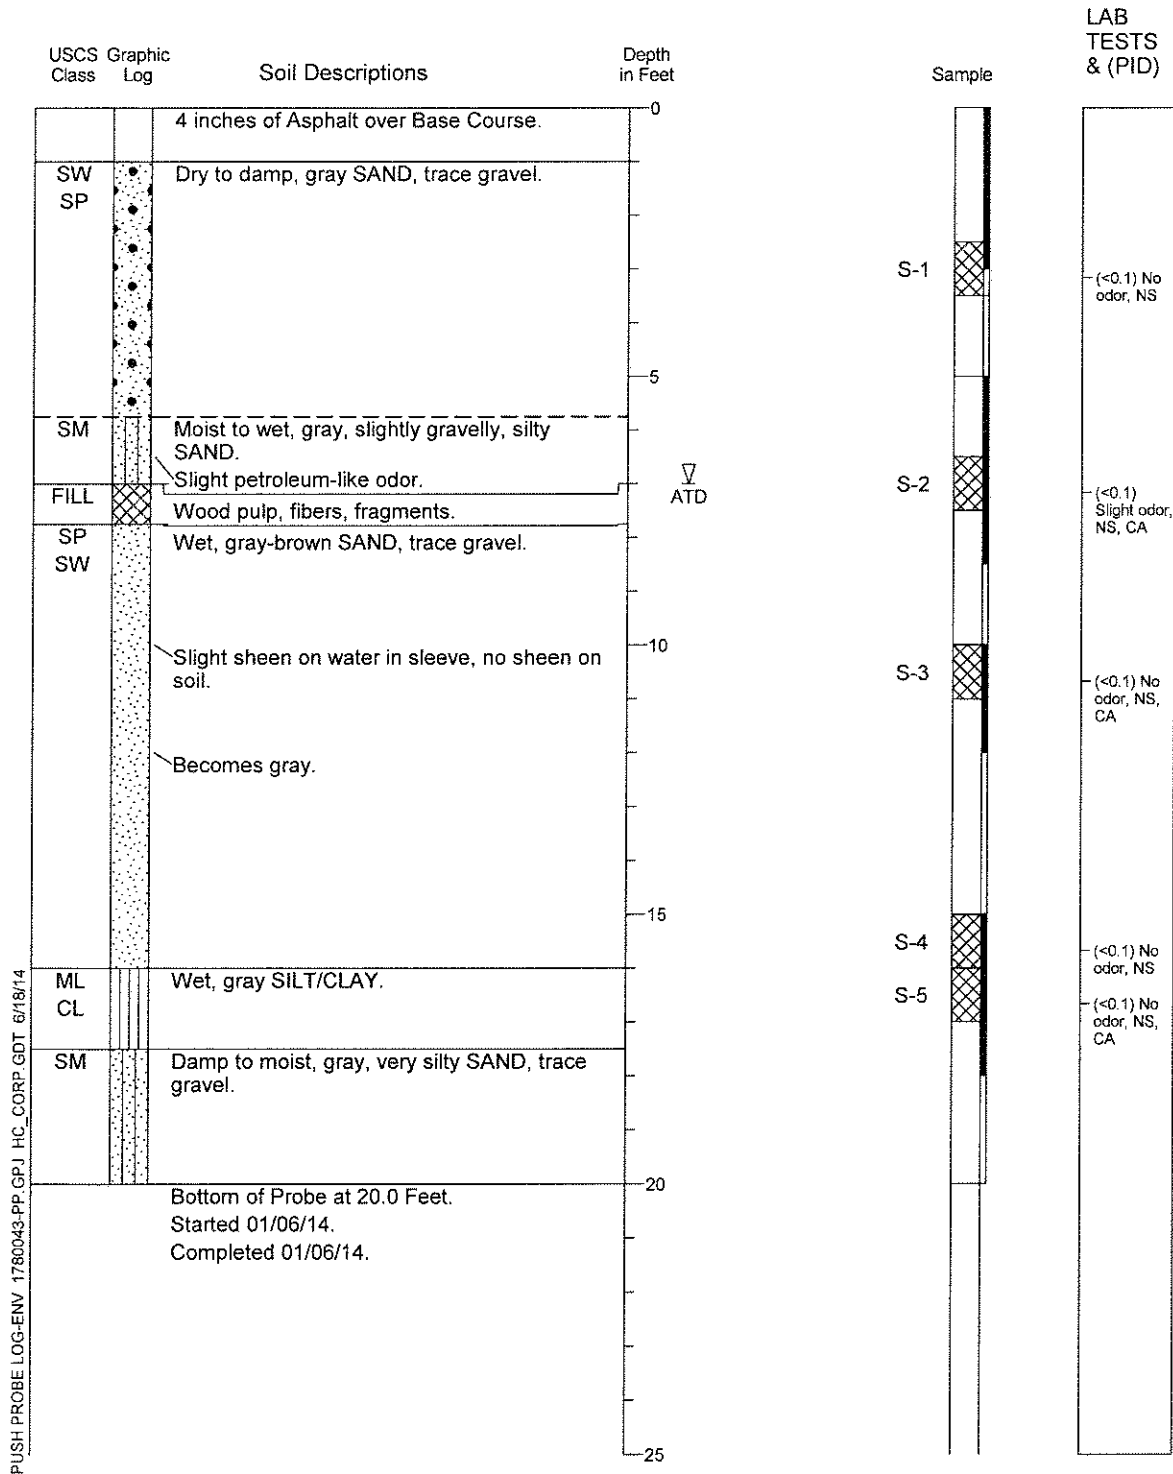 LAB
TESTS
& (PID)
USCS Graphic
Class Log
Soil Descriptions
Depth
in Feet
Sample
0
4 inches of Asphalt over Base Course.
SW
SP
Dry to damp, gray SAND, trace gravel.
S-1
(<0.1) No
odor, NS
5
SM
Moist to wet, gray, slightly gravelly, silty
SAND.
Slight petroleum-like odor.
ATD
S-2
(<0.1)
Slight odor,
NS, CA
FILL
Wood pulp, fibers, fragments.
SP
SW
Wet, gray-brown SAND, trace gravel.
10
Slight sheen on water in sleeve, no sheen on
soil.
S-3
(<0.1) No
odor, NS,
CA
Becomes gray.
15
S-4
(<0.1) No
odor, NS
ML
CL
Wet, gray SILT/CLAY.
S-5
(<0.1) No
odor, NS,
CA
SM
Damp to moist, gray, very silty SAND, trace
gravel.
20
Bottom of Probe at 20.0 Feet.
Started 01/06/14.
Completed 01/06/14.
25
PUSH PROBE LOG-ENV 1780043-PP.GPJ HC_CORP.GDT 6/18/14